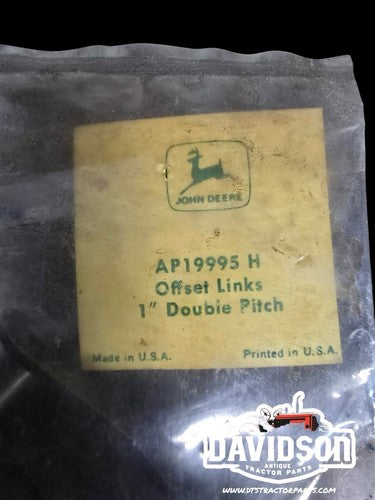 JOHN DEERE
AP19995 H
Offset Links
1" Double Pitch
Made in U.S.A.
Printed in U.S.A.
DAVIDSON
ANTIQUE
TRACTOR PARTS
WWW.DTSTRACTORPARTS.COM